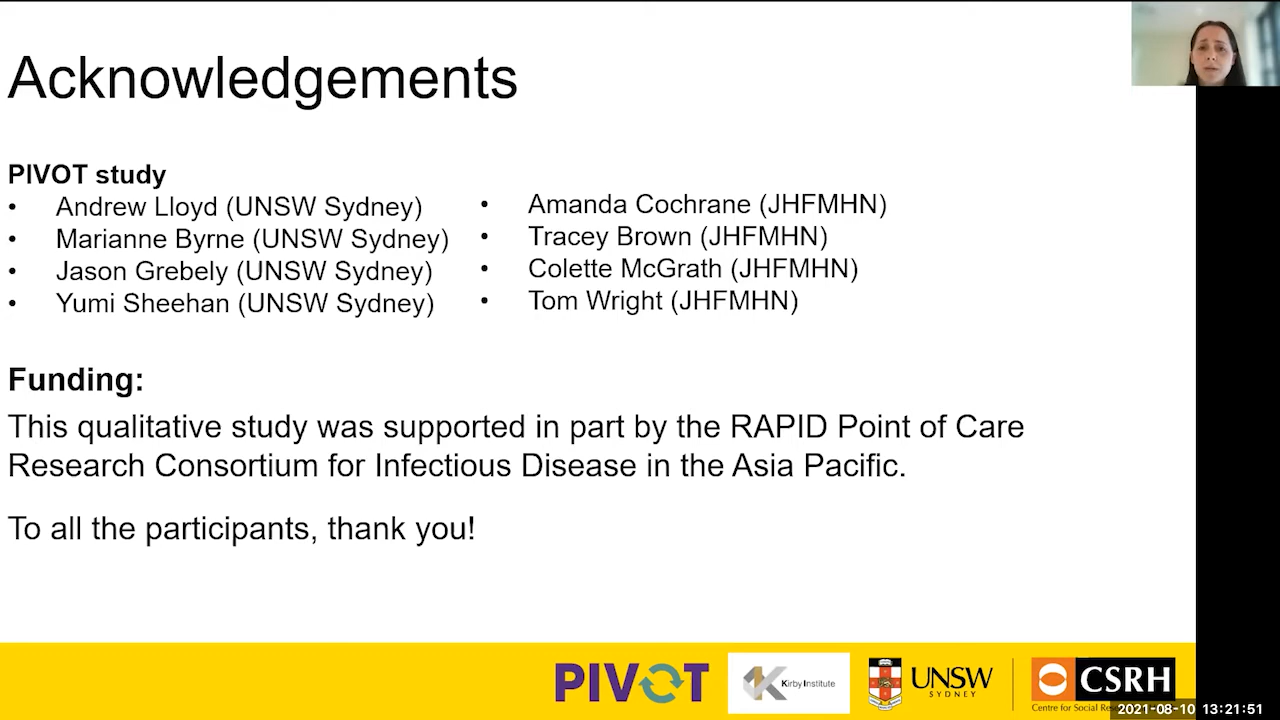 Acknowledgements
PIVOT study
• Andrew Lloyd (UNSW Sydney)
• Marianne Byrne (UNSW Sydney)
• Jason Grebely (UNSW Sydney)
• Yumi Sheehan (UNSW Sydney)
• Amanda Cochrane (JHFMHN)
• Tracey Brown (JHFMHN)
• Colette McGrath (JHFMHN)
• Tom Wright (JHFMHN)
Funding:
This qualitative study was supported in part by the RAPID Point of Care
Research Consortium for Infectious Disease in the Asia Pacific.
To all the participants, thank you!
PIVOT
Kirby Institute
UNSW
SYDNEY
CSRH
Centre for Social
2021-08-10 13:21:51